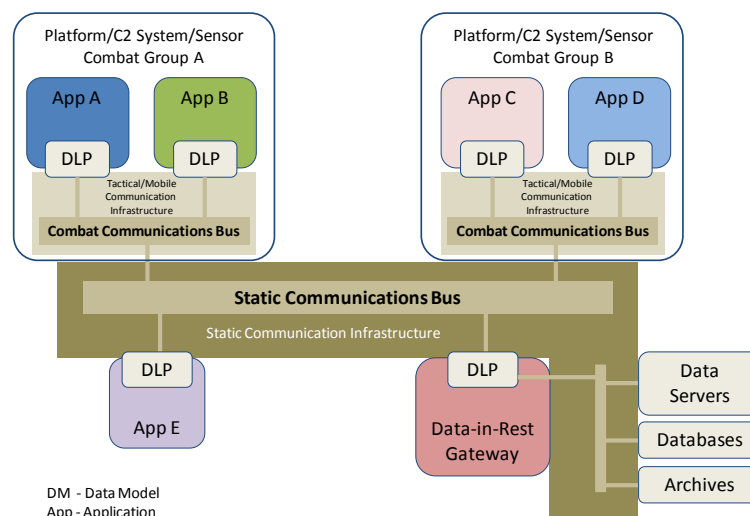 Platform/C2 System/Sensor
Combat Group A
App A
App B
DLP
DLP
Tactical/Mobile
Communication
Infrastructure
Combat Communications Bus
Platform/C2 System/Sensor
Combat Group B
App C
App D
DLP
DLP
Tactical/Mobile
Communication
Infrastructure
Combat Communications Bus
Static Communications Bus
Static Communication Infrastructure
DLP
App E
DLP
Data-in-Rest
Gateway
Data
Servers
Databases
Archives
DM - Data Model
App - Application